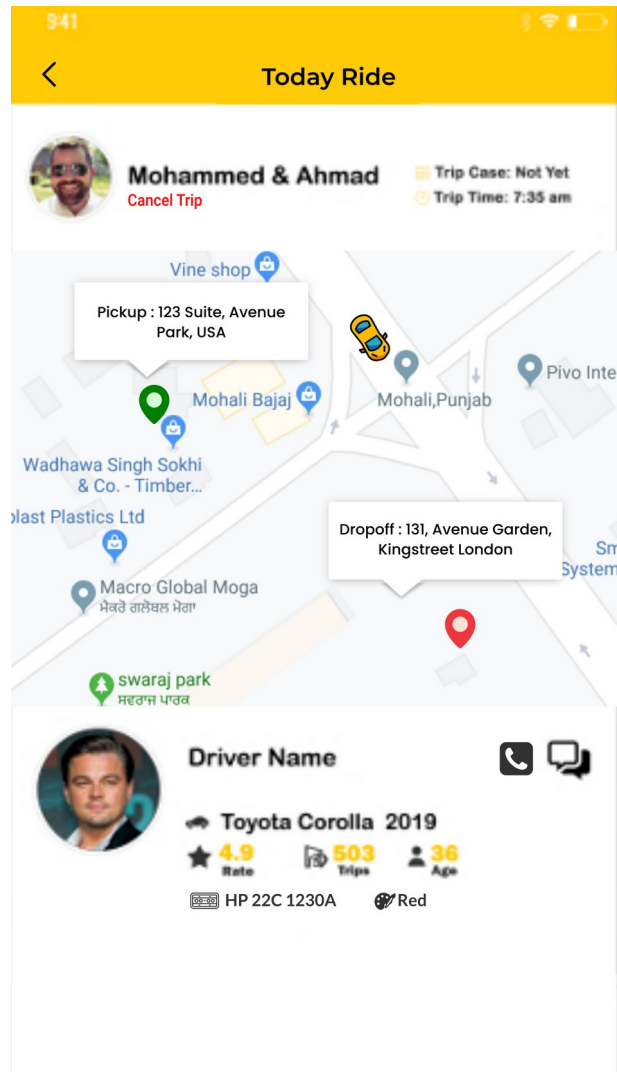 9:41
Today Ride
Mohammed & Ahmad
Cancel Trip
Trip Case: Not Yet
Trip Time: 7:35 am
Vine shop
Pickup : 123 Suite, Avenue
Park, USA
Mohali Bajaj
Mohali,Punjab
Pivo Inte
Wadhawa Singh Sokhi
& Co. - Timber...
plast Plastics Ltd
Dropoff : 131, Avenue Garden,
Kingstreet London
Sm
System
Macro Global Moga
ਮੈਕਰੋ ਗਲੋਬਲ ਮੋਗਾ
swaraj park
ਸਵਰਾਜ ਪਾਰਕ
Driver Name
Toyota Corolla 2019
4.9
Rate
503
Trips
36
Age
HP 22C 1230A
Red